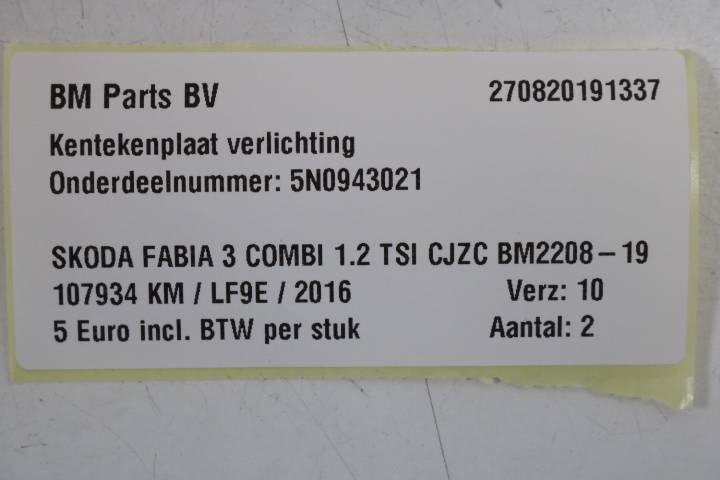 BM Parts BV 270820191337
Kentekenplaat verlichting
Onderdeelnummer: 5N0943021
SKODA FABIA 3 COMBI 1.2 TSI CJZC BM2208-19
107934 KM / LF9E / 2016 Verz: 10
5 Euro incl. BTW per stuk Aantal: 2